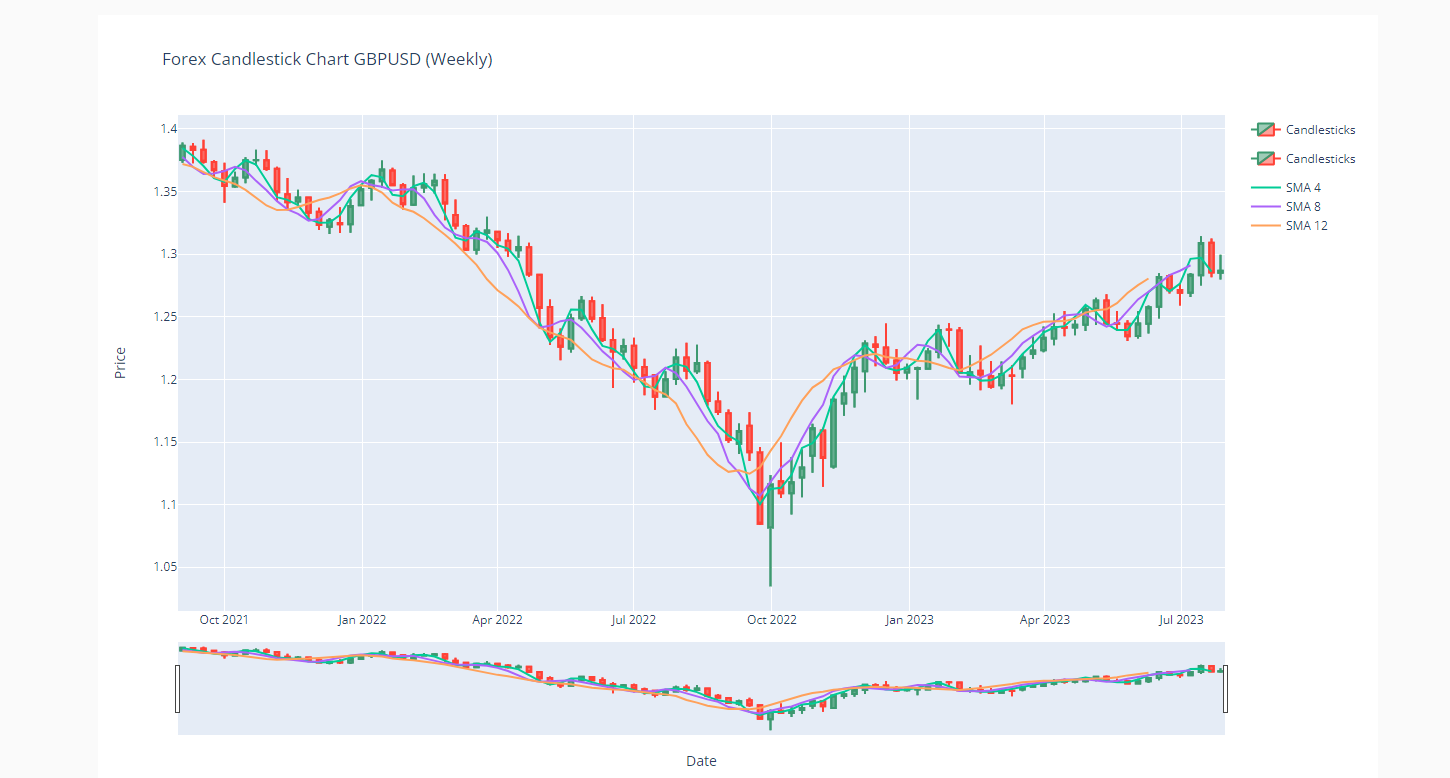 Forex Candlestick Chart GBPUSD (Weekly)
1.4
1.35
1.3
1.25
1.2
1.15
1.1
1.05
Price
Oct 2021
Jan 2022
Apr 2022
Jul 2022
Oct 2022
Jan 2023
Apr 2023
Jul 2023
Date
Candlesticks
Candlesticks
SMA 4
SMA 8
SMA 12